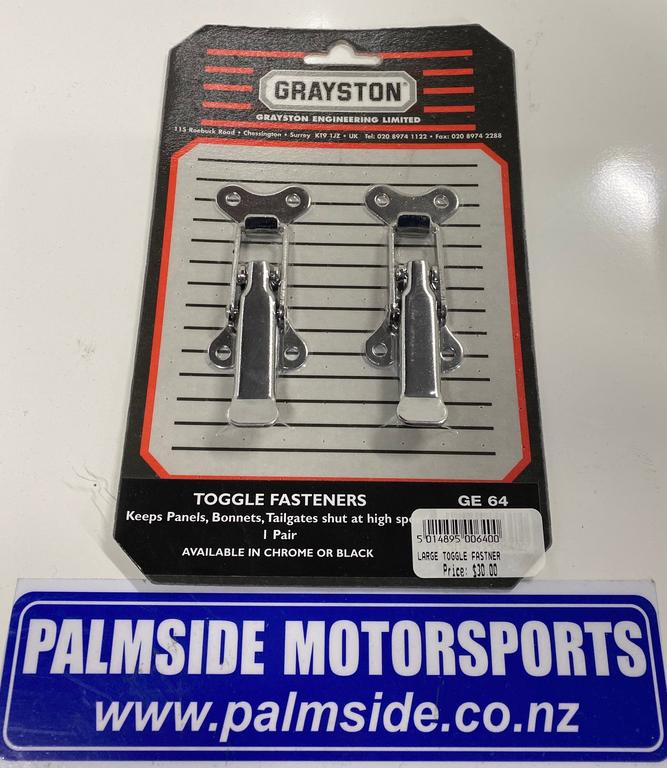 GRAYSTON
GRAYSTON ENGINEERING LIMITED
115 Roebuck Road • Chessington • Surrey KT9 1JZ • UK Tel: 020 8974 1122 • Fax: 020 8974 2288
TOGGLE FASTENERS GE 64
Keeps Panels, Bonnets, Tailgates shut at high
1 Pair
AVAILABLE IN CHROME OR BLACK
5 014895 006400
LARGE TOGGLE FASTNER
Price: $30.00
PALMSIDE MOTORSPORTS
www.palmside.co.nz